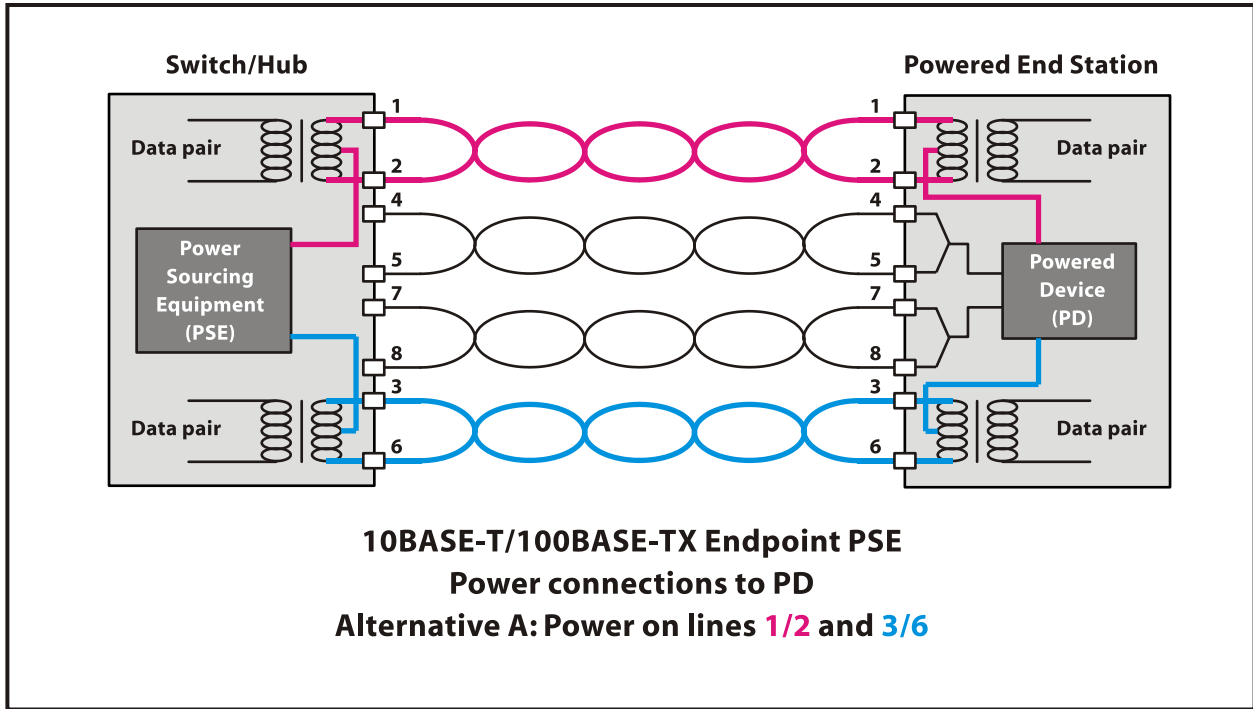 Switch/Hub
Powered End Station
1
1
Data pair
Data pair
2
2
4
4
Power
Sourcing
Equipment
(PSE)
Powered
Device
(PD)
5
5
7
7
8
8
3
3
Data pair
Data pair
6
6
10BASE-T/100BASE-TX Endpoint PSE
Power connections to PD
Alternative A: Power on lines 1/2 and 3/6